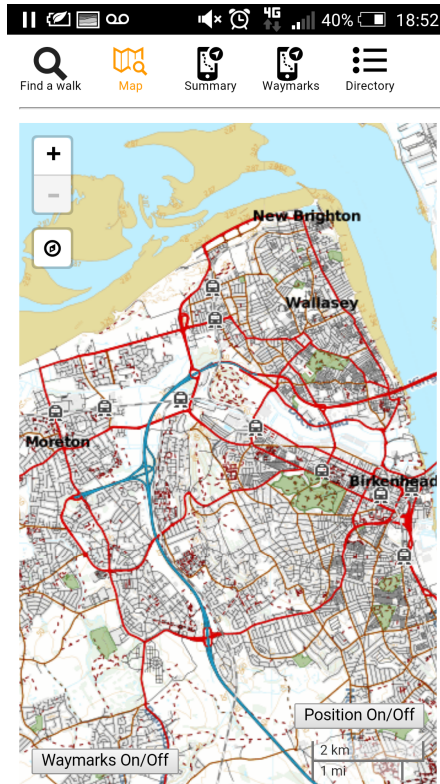 4G 40% 18:52
Find a walk Map Summary Waymarks Directory
+
New Brighton
−
Wallasey
Moreton
Birkenhead
Position On/Off
2 km
Waymarks On/Off
1 mi